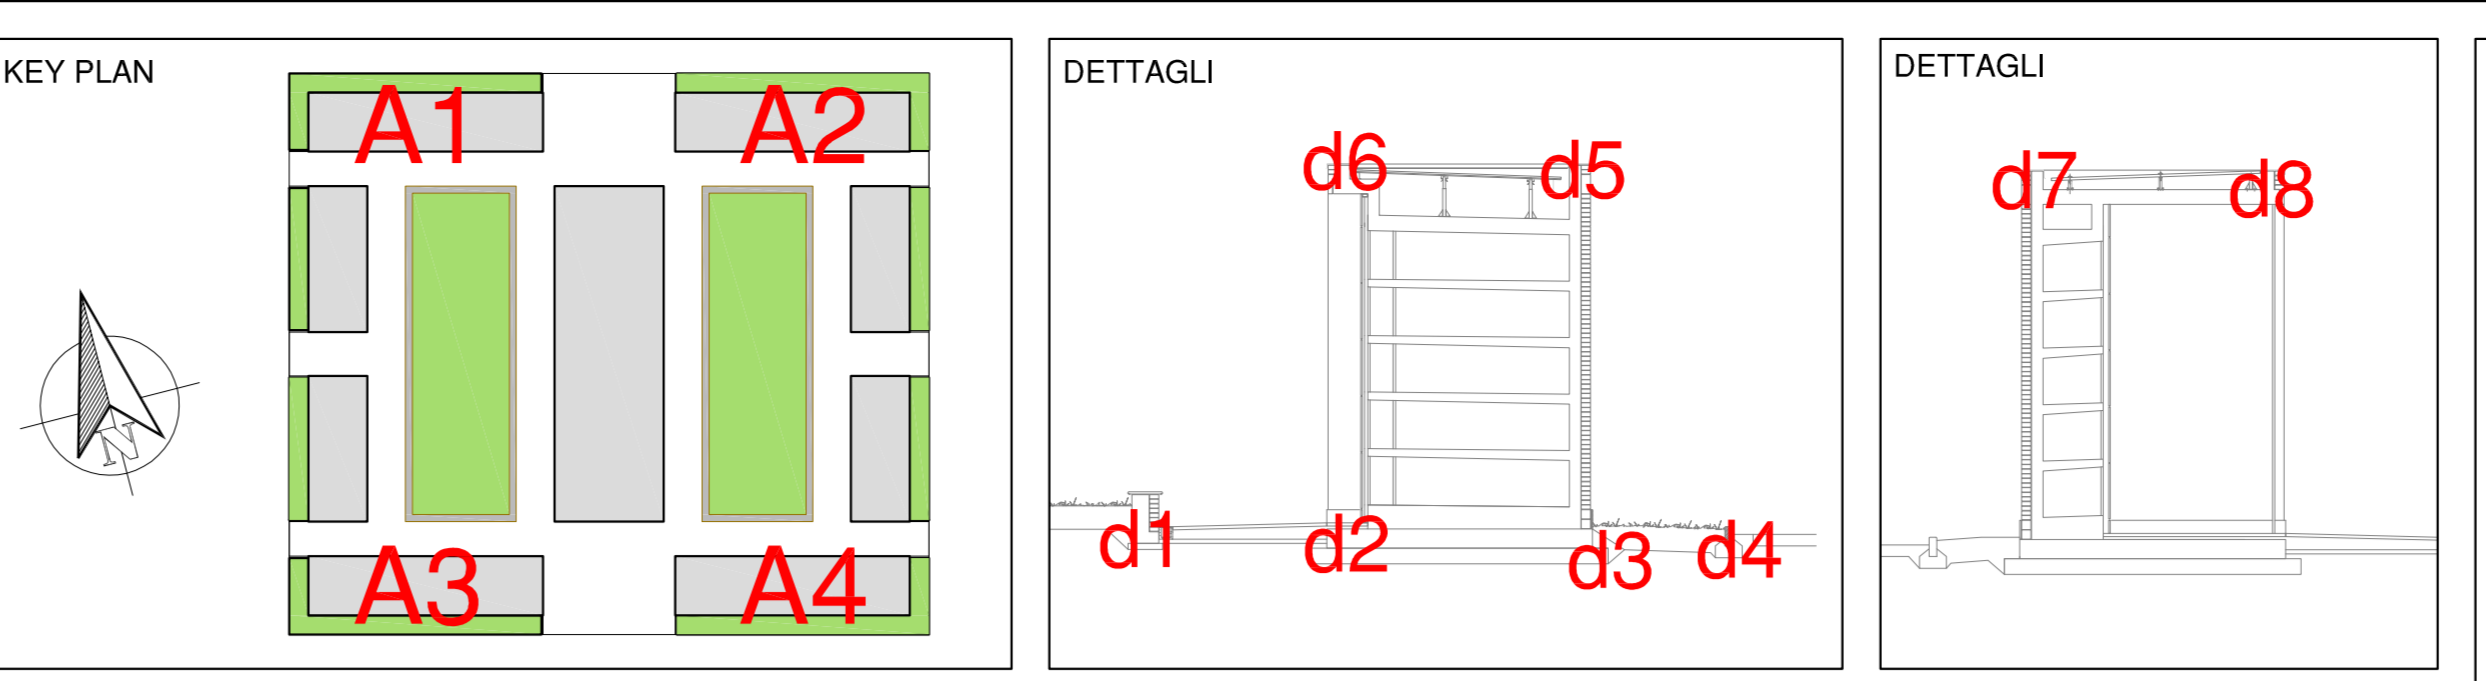 KEY PLAN
A1
A2
N
A3
A4
DETTAGLI
d6
d5
d1
d2
d3
d4
DETTAGLI
d7
d8